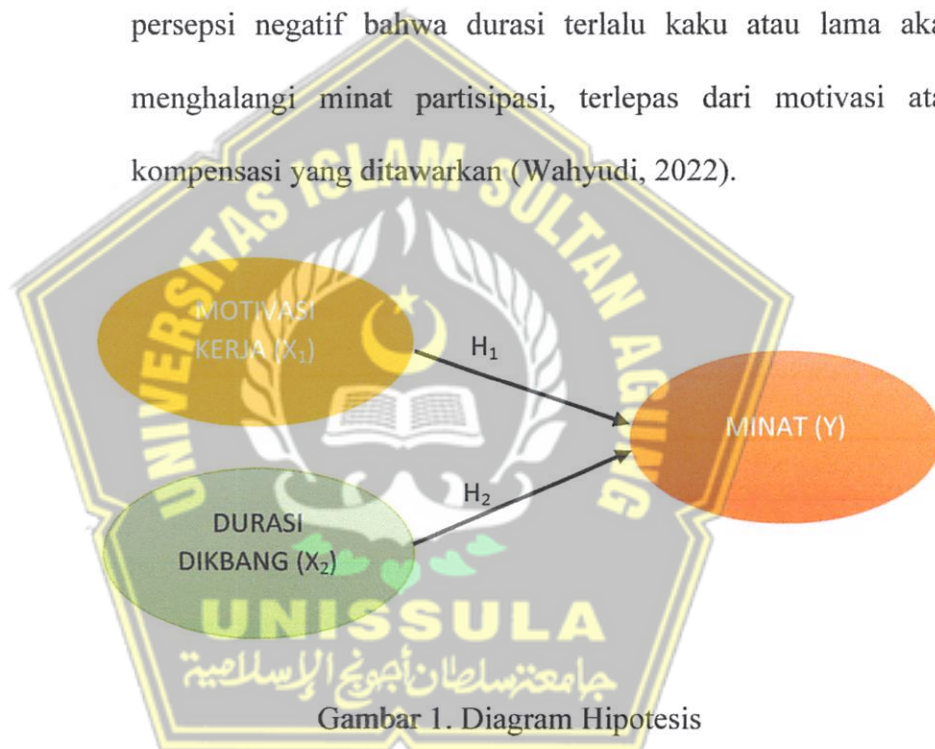 persepsi negatif bahwa durasi terlalu kaku atau lama aka
menghalangi minat partisipasi, terlepas dari motivasi ata
kompensasi yang ditawarkan (Wahyudi, 2022).
UNIVERSITAS ISLAM SULTAN AGUNG
MOTIVASI
KERJA (X₁)
H₁
MINAT (Y)
H₂
DURASI
DIKBANG (X₂)
UNISSULA
جامعتنسلطان أجونج الإسلامية
Gambar 1. Diagram Hipotesis